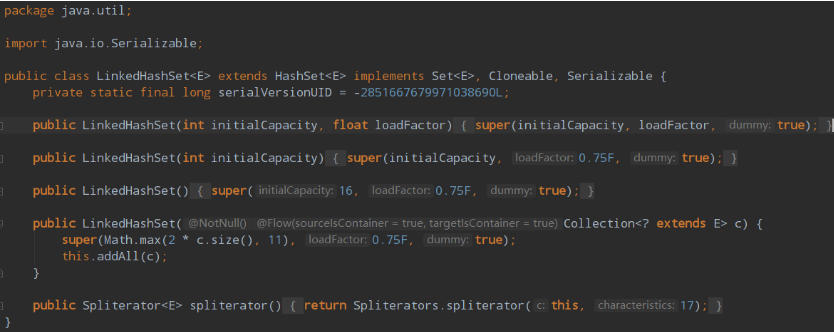 package java.util;
import java.io.Serializable;
public class LinkedHashSet<E> extends HashSet<E> implements Set<E>, Cloneable, Serializable {
private static final long serialVersionUID = -2851667679971038690L;
public LinkedHashSet(int initialCapacity, float loadFactor) { super(initialCapacity, loadFactor, dummy: true); }
public LinkedHashSet(int initialCapacity) { super(initialCapacity, loadFactor: 0.75F, dummy: true); }
public LinkedHashSet() { super( initialCapacity: 16, loadFactor: 0.75F, dummy: true); }
public LinkedHashSet( @NotNull() @Flow(sourceIsContainer = true, targetIsContainer = true) Collection<? extends E> c) {
super(Math.max(2 * c.size(), 11), loadFactor: 0.75F, dummy: true);
this.addAll(c);
}
public Spliterator<E> spliterator() { return Spliterators.spliterator( c: this, characteristics: 17); }
}